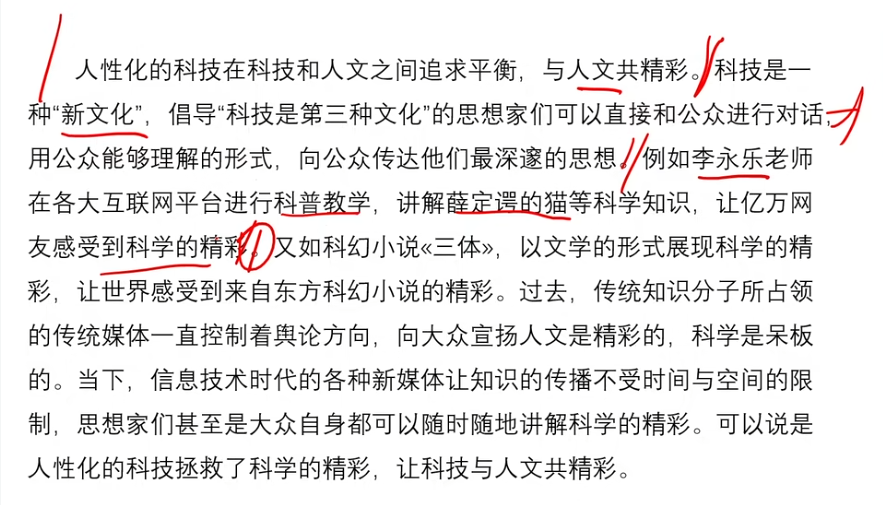 人性化的科技在科技和人文之间追求平衡，与人文共精彩。科技是一
种“新文化”，倡导“科技是第三种文化”的思想家们可以直接和公众进行对话，
用公众能够理解的形式，向公众传达他们最深邃的思想。例如李永乐老师
在各大互联网平台进行科普教学，讲解薛定谔的猫等科学知识，让亿万网
友感受到科学的精彩。又如科幻小说«三体»，以文学的形式展现科学的精
彩，让世界感受到来自东方科幻小说的精彩。过去，传统知识分子所占领
的传统媒体一直控制着舆论方向，向大众宣扬人文是精彩的，科学是呆板
的。当下，信息技术时代的各种新媒体让知识的传播不受时间与空间的限
制，思想家们甚至是大众自身都可以随时随地讲解科学的精彩。可以说是
人性化的科技拯救了科学的精彩，让科技与人文共精彩。